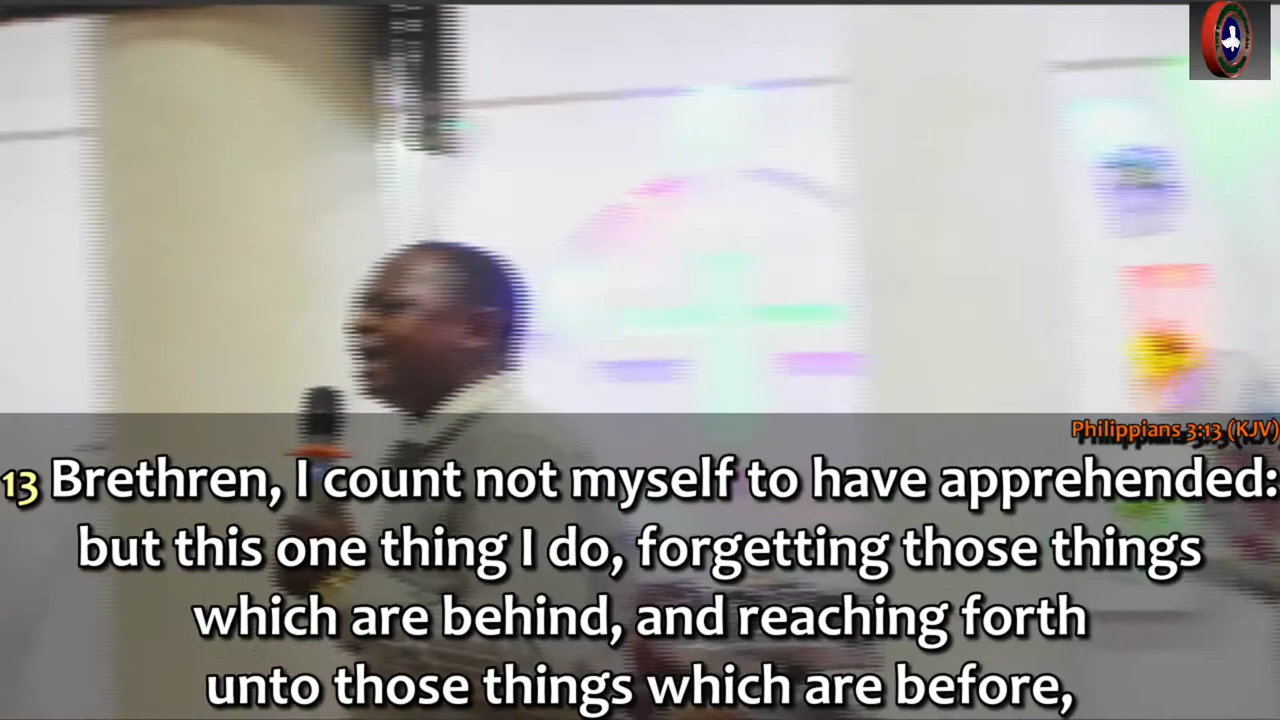 Philippians 3:13 (KJV)
13 Brethren, I count not myself to have apprehended:
but this one thing I do, forgetting those things
which are behind, and reaching forth
unto those things which are before,